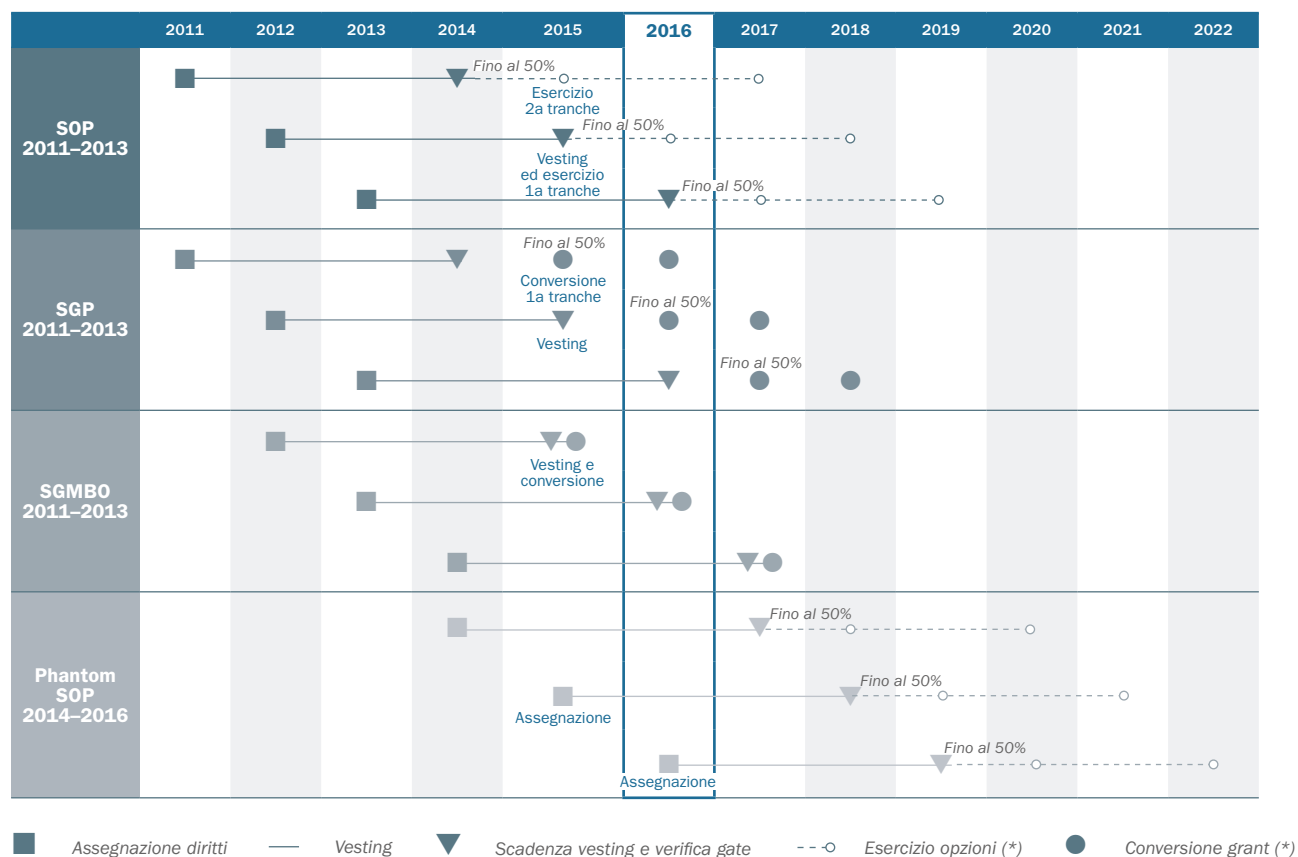 2011 2012 2013 2014 2015 2016 2017 2018 2019 2020 2021 2022
SOP
2011–2013
Fino al 50%
Esercizio
2a tranche
Fino al 50%
Vesting
ed esercizio
1a tranche
Fino al 50%
SGP
2011–2013
Fino al 50%
Conversione
1a tranche
Fino al 50%
Vesting
Fino al 50%
SGMBO
2011–2013
Vesting e
conversione
Phantom
SOP
2014–2016
Fino al 50%
Fino al 50%
Assegnazione
Fino al 50%
Assegnazione
Assegnazione diritti Vesting Scadenza vesting e verifica gate Esercizio opzioni (*) Conversione grant (*)